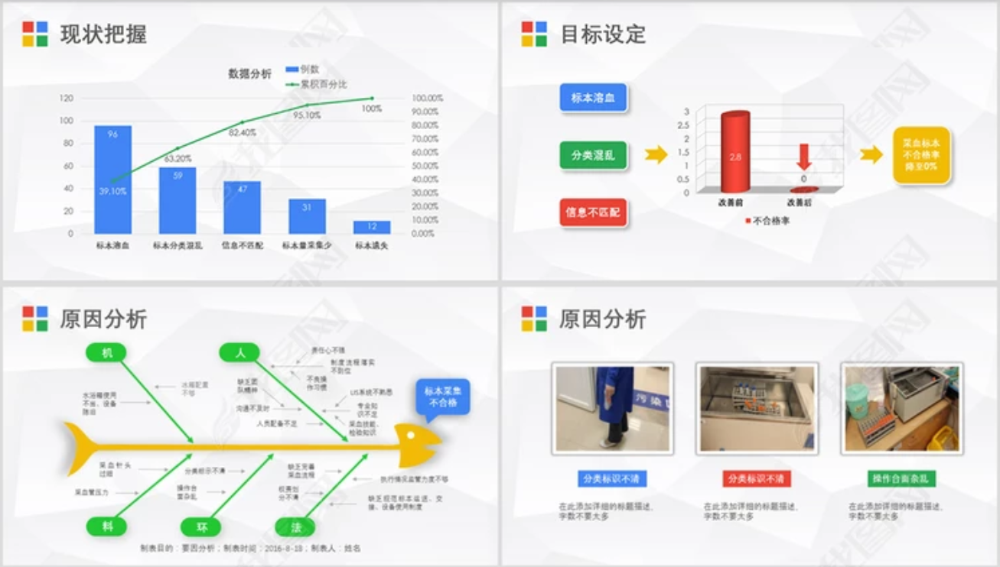 现状把握
数据分析
例数
累积百分比
120
100
80
60
40
20
0
100.00%
90.00%
80.00%
70.00%
60.00%
50.00%
40.00%
30.00%
20.00%
10.00%
0.00%
96
59
47
31
12
39.10%
63.20%
82.40%
95.10%
100%
标本溶血
标本分类混乱
信息不匹配
标本量采集少
标本遗失
目标设定
标本溶血
分类混乱
信息不匹配
3
2.5
2
1.5
1
0.5
0
2.8
0
改善前
改善后
不合格率
采血标本
不合格率
降至0%
原因分析
机
人
水浴箱使用
不当、设备
陈旧
冰箱配置
不够
责任心不强
制度流程落实
不到位
不良操
作习惯
缺乏团
队精神
沟通不及时
人员配备不足
LIS系统不熟悉
专业知
识不足
采血技能、
检验知识
标本采集
不合格
采血针头
过细
采血管压力
分类标示不清
操作台
面杂乱
缺乏完善
采血流程
权责划
分不清
执行情况监管力度不够
缺乏规范标本运送、交
接、设备使用制度
料
环
法
制表目的：要因分析；制表时间：2016-8-18；制表人：姓名
原因分析
污染
分类标识不清
分类标识不清
操作台面杂乱
在此添加详细的标题描述，
字数不要太多
在此添加详细的标题描述，
字数不要太多
在此添加详细的标题描述，
字数不要太多